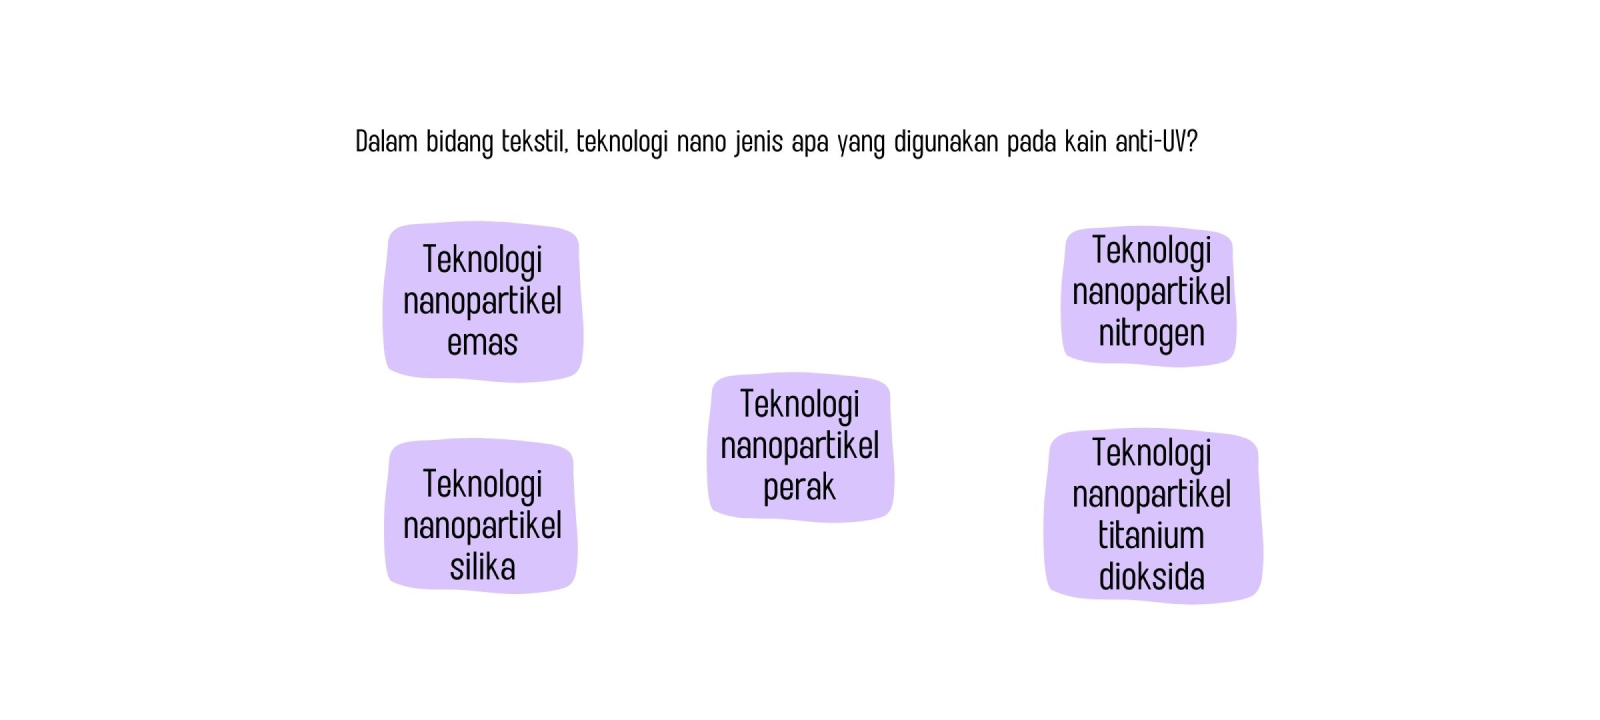 Dalam bidang tekstil, teknologi nano jenis apa yang digunakan pada kain anti-UV?
Teknologi
nanopartikel
emas
Teknologi
nanopartikel
nitrogen
Teknologi
nanopartikel
perak
Teknologi
nanopartikel
silika
Teknologi
nanopartikel
titanium
dioksida